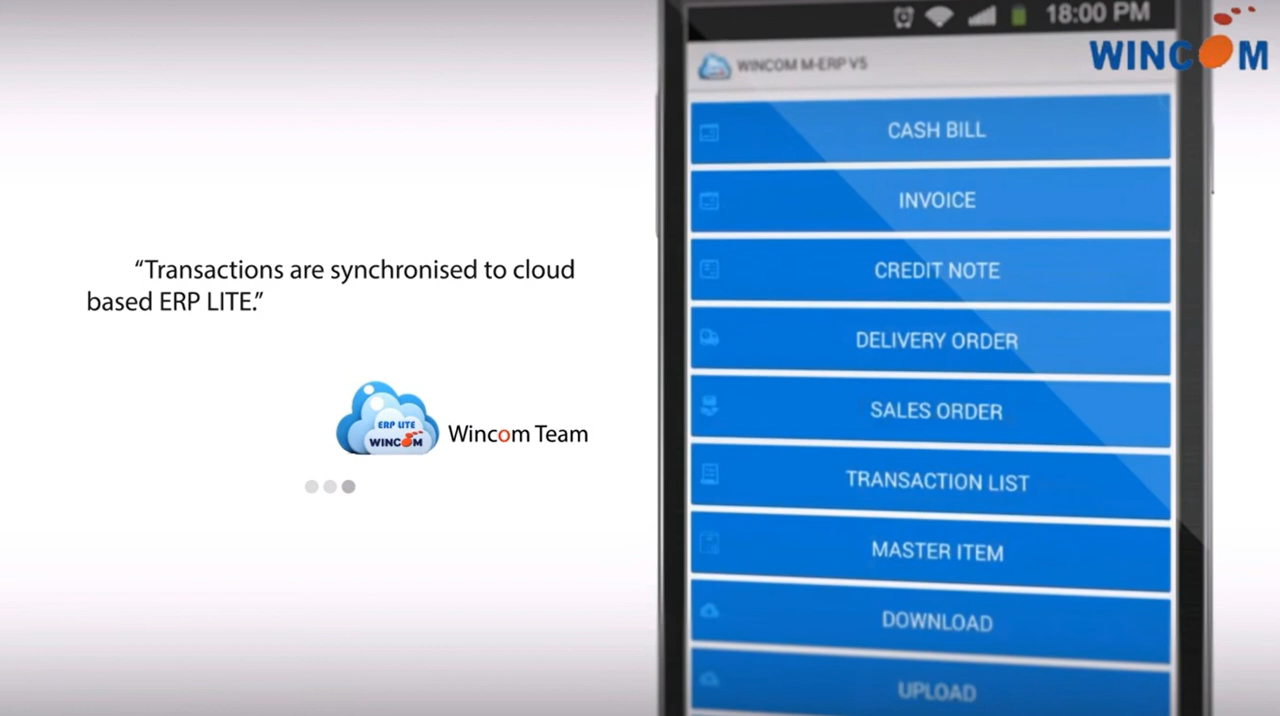 18:00 PM
WINCOM
WINCOM M-ERP V5
CASH BILL
INVOICE
CREDIT NOTE
DELIVERY ORDER
SALES ORDER
TRANSACTION LIST
MASTER ITEM
DOWNLOAD
UPLOAD
“Transactions are synchronised to cloud
based ERP LITE.”
ERP LITE
WINCOM
Wincom Team